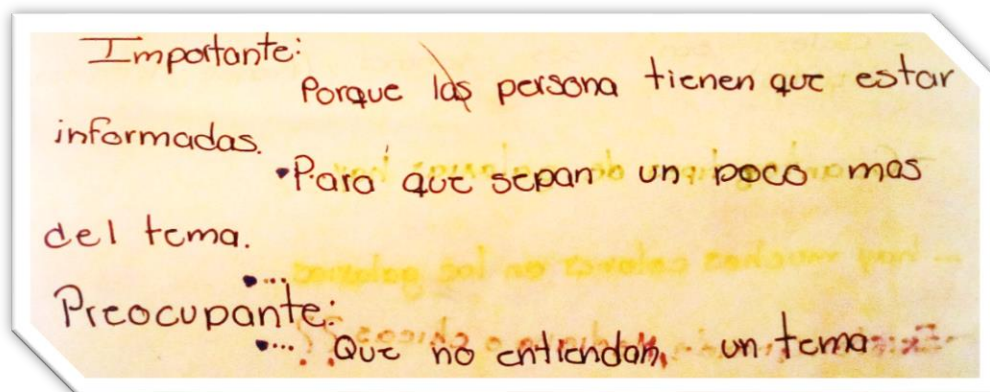 Importante:
Porque las persona tienen que estar
informadas.
•Para que sepan un poco mas
del tema.
•...
Preocupante:
•... Que no entiendan, un tema